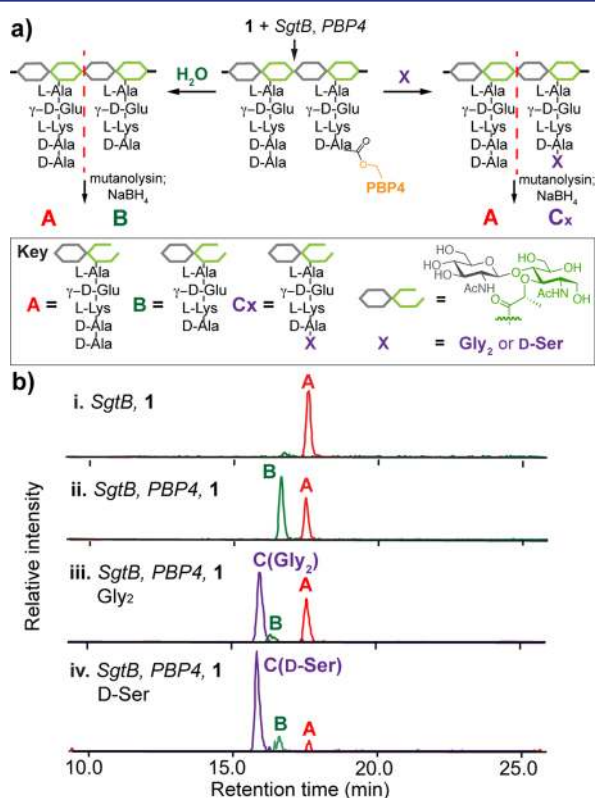 a)
1 + SgtB, PBP4
H₂O
X
L-Ala L-Ala
γ-D-Glu γ-D-Glu
L-Lys L-Lys
D-Ala D-Ala
D-Ala
mutanolysin;
NaBH₄
A B
L-Ala L-Ala
γ-D-Glu γ-D-Glu
L-Lys L-Lys
D-Ala D-Ala
D-Ala
O
O
PBP4
L-Ala L-Ala
γ-D-Glu γ-D-Glu
L-Lys L-Lys
D-Ala D-Ala
D-Ala X
mutanolysin;
NaBH₄
A Cx
Key
A =
L-Ala
γ-D-Glu
L-Lys
D-Ala
D-Ala
B =
L-Ala
γ-D-Glu
L-Lys
D-Ala
Cx =
L-Ala
γ-D-Glu
L-Lys
D-Ala
X
=
HO OH
HO O HO OH
AcHN O AcHN OH
O O
X = Gly₂ or D-Ser
b)
Relative intensity
i. SgtB, 1
A
ii. SgtB, PBP4, 1
B A
iii. SgtB, PBP4, 1
Gly₂
C(Gly₂)
B A
iv. SgtB, PBP4, 1
D-Ser
C(D-Ser)
B A
10.0 15.0 20.0 25.0
Retention time (min)